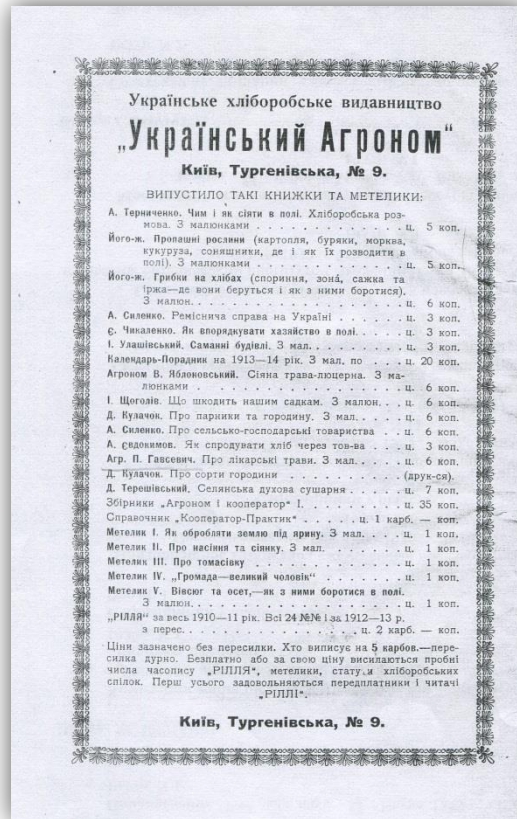 Українське хліборобське видавництво
„Український Агроном“
Київ, Тургенівська, № 9.
ВИПУСТИЛО ТАКІ КНИЖКИ ТА МЕТЕЛИКИ:
А. Терниченко. Чим і як сіяти в полі. Хліборобська роз-
мова. З малюнками . . . . . . . . . . ц. 5 коп.
Його-ж. Пропашні рослини (картопля, буряки, морква,
кукуруза, соняшники, де і як їх розводити в
полі). З малюнками . . . . . . . . . ц. 5 коп.
Його-ж. Грибки на хлібах (спориння, зона, сажка та
іржа—де вони беруться і як з ними боротися).
З малюн. . . . . . . . . . . . . . ц. 6 коп.
А. Силенко. Реміснича справа на Україні . . . . ц. 3 коп.
Є. Чикаленко. Як впорядкувати хазяйство в полі. . . . ц. 3 коп.
І. Улашівський. Саманні будівлі. З мал. . . . . . ц. 3 коп.
Календарь-Порадник на 1913—14 рік. З мал. по . . . ц. 20 коп.
Агроном В. Яблоновський. Сіяна трава-люцерна. З ма-
люнками . . . . . . . . . . . . . ц. 6 коп.
І. Щоголів. Що шкодить нашим садкам. З малюн. . . ц. 6 коп.
Д. Кулачок. Про парники та городину. З мал. . . . ц. 6 коп.
А. Силенко. Про сельсько-господарські товариства . . ц. 6 коп.
А. Євдокимов. Як спродувати хліб через тов-ва . . . ц. 3 коп.
Агр. П. Гавсевич. Про лікарські трави. З мал. . . . . ц. 6 коп.
Д. Кулачок. Про сорти городини . . . . . . (друк-ся).
Д. Терешівський. Селянська духова сушарня . . . . ц. 7 коп.
Збірники „Агроном і кооператор“ І. . . . . . . ц. 35 коп.
Справочник „Кооператор-Практик“ . . . . ц. 1 карб. — коп.
Метелик І. Як обробляти землю під ярину. З мал. . . . ц. 1 коп.
Метелик ІІ. Про насіння та сіянку. З мал. . . . . . ц. 1 коп.
Метелик ІІІ. Про томасівку . . . . . . . . . ц. 1 коп.
Метелик IV. „Громада—великий чоловік“ . . . . . ц. 1 коп.
Метелик V. Вівсюг та осет,—як з ними боротися в полі.
З малюн. . . . . . . . . . . . . . ц. 1 коп.
„РІЛЛЯ“ за весь 1910—11 рік. Всі 24 №№ і за 1912—13 р.
з перес. . . . . . . . . . . . ц. 2 карб. — коп.
Ціни зазначено без пересилки. Хто виписує на 5 карбов.—пере-
силка дурно. Безплатно або за свою ціну висилаються пробні
числа часопису „РІЛЛЯ“, метелики, статути хліборобських
спілок. Перш усього задовольняються передплатники і читачі
„РІЛЛІ“.
Київ, Тургенівська, № 9.